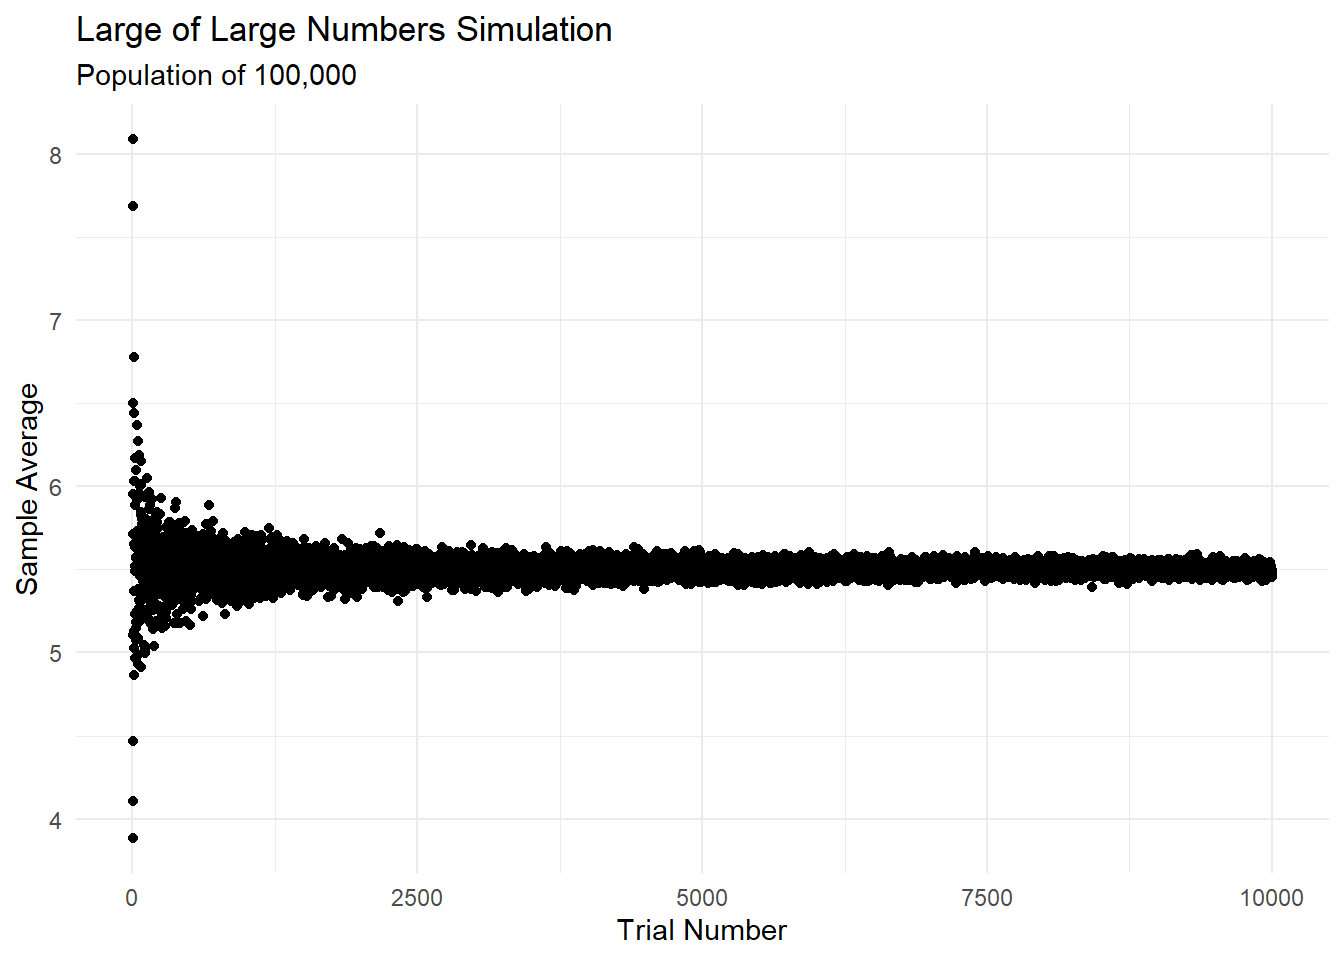 Large of Large Numbers Simulation
Population of 100,000
8
7
6
5
4
Sample Average
0 2500 5000 7500 10000
Trial Number